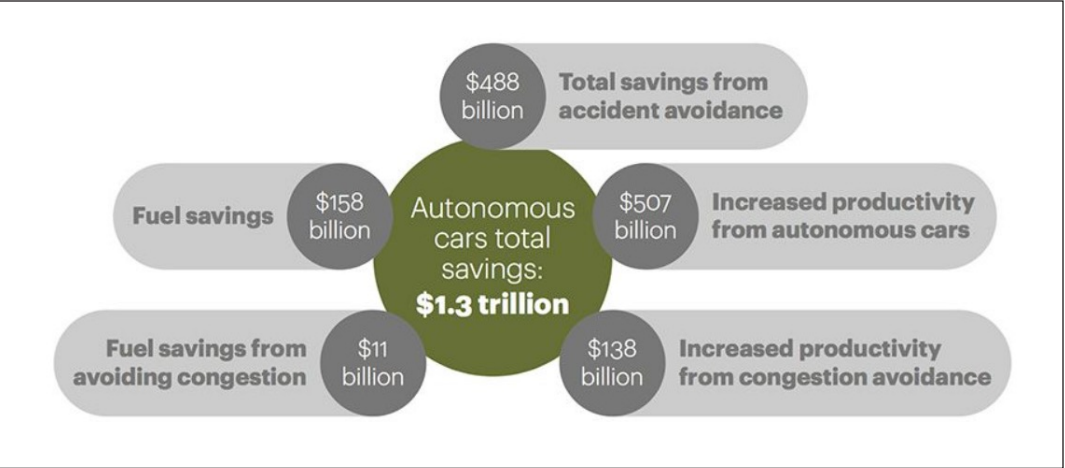 $488
billion
Total savings from
accident avoidance
Fuel savings
$158
billion
Autonomous
cars total
savings:
$1.3 trillion
$507
billion
Increased productivity
from autonomous cars
Fuel savings from
avoiding congestion
$11
billion
$138
billion
Increased productivity
from congestion avoidance